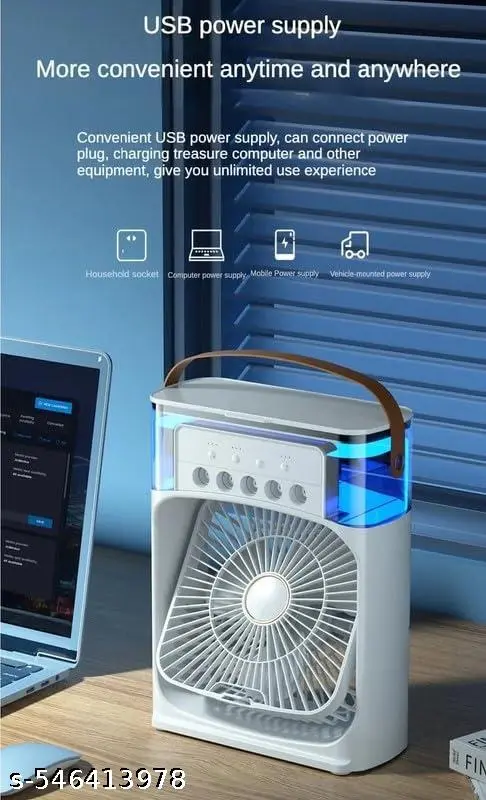 USB power supply
More convenient anytime and anywhere
Convenient USB power supply, can connect power
plug, charging treasure computer and other
equipment, give you unlimited use experience
Household socket Computer power supply Mobile Power supply Vehicle-mounted power supply
s-546413978